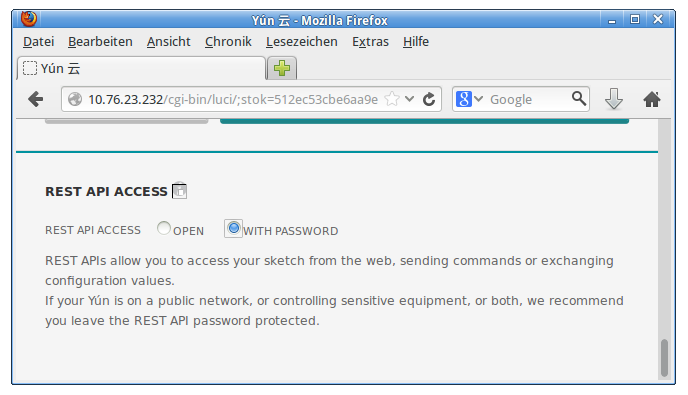 Yún 云 - Mozilla Firefox
Datei Bearbeiten Ansicht Chronik Lesezeichen Extras Hilfe
Yún 云
10.76.23.232/cgi-bin/luci/;stok=512ec53cbe6aa9e Google
REST API ACCESS
REST API ACCESS OPEN WITH PASSWORD
REST APIs allow you to access your sketch from the web, sending commands or exchanging
configuration values.
If your Yún is on a public network, or controlling sensitive equipment, or both, we recommend
you leave the REST API password protected.